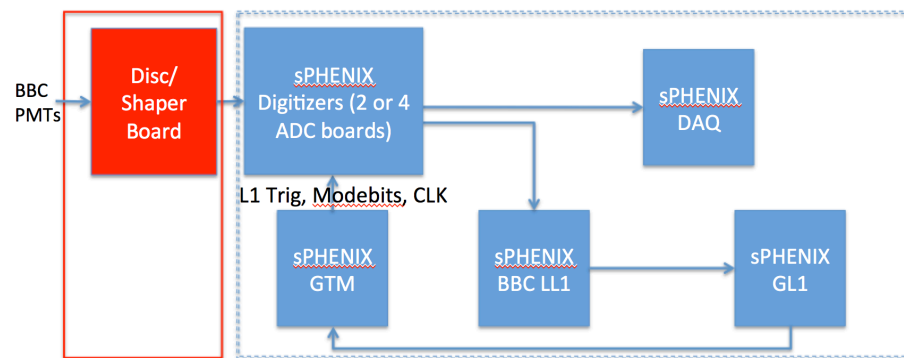 BBC
PMTs
Disc/
Shaper
Board
sPHENIX
Digitizers (2 or 4
ADC boards)
sPHENIX
DAQ
L1 Trig, Modebits, CLK
sPHENIX
GTM
sPHENIX
BBC LL1
sPHENIX
GL1